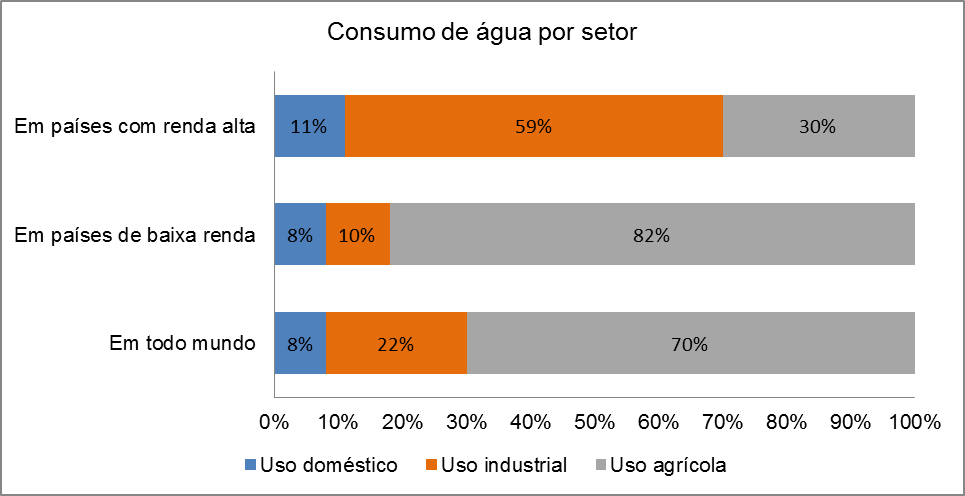 Consumo de água por setor
Em países com renda alta
11% 59% 30%
Em países de baixa renda
8% 10% 82%
Em todo mundo
8% 22% 70%
0% 10% 20% 30% 40% 50% 60% 70% 80% 90% 100%
Uso doméstico Uso industrial Uso agrícola